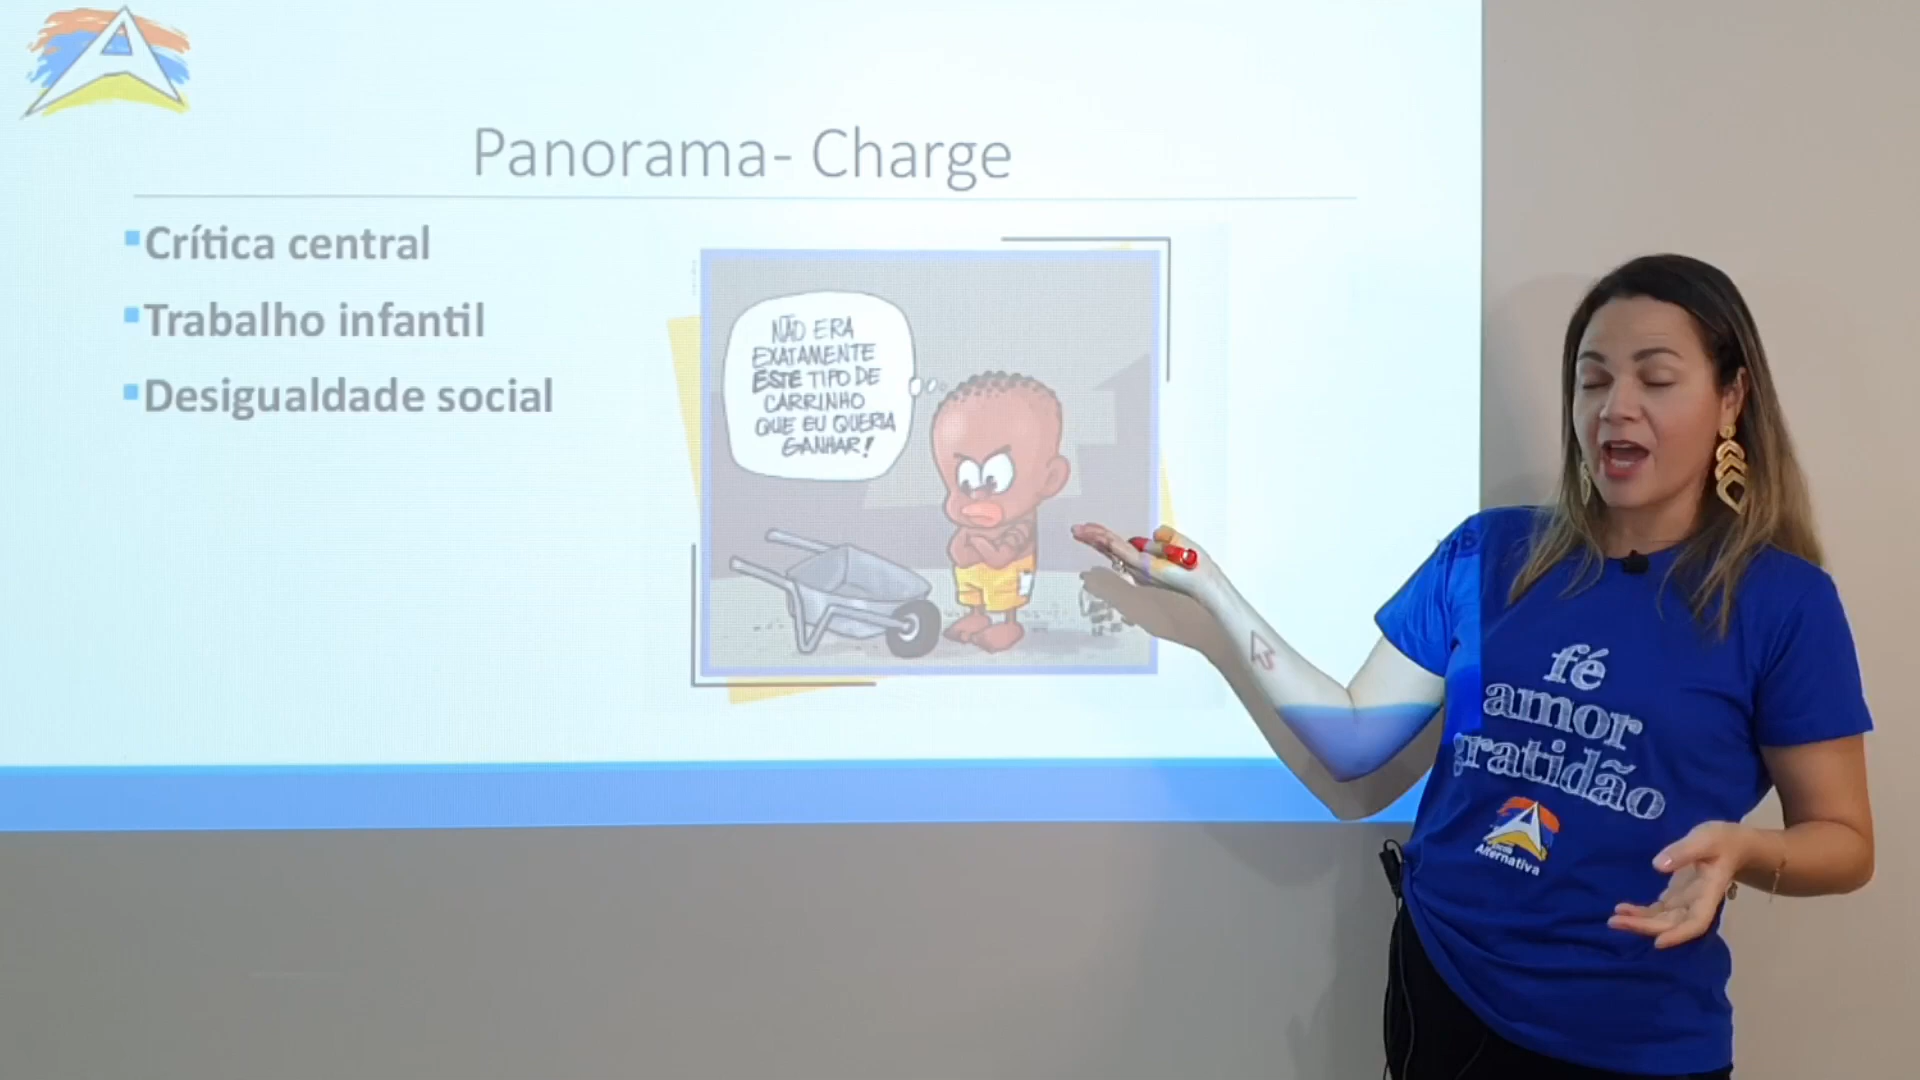 Panorama- Charge
Crítica central
Trabalho infantil
Desigualdade social
NÃO ERA
EXATAMENTE
ESTE TIPO DE
CARRINHO
QUE EU QUERIA
GANHAR!
fé
amor
gratidão
Alternativa